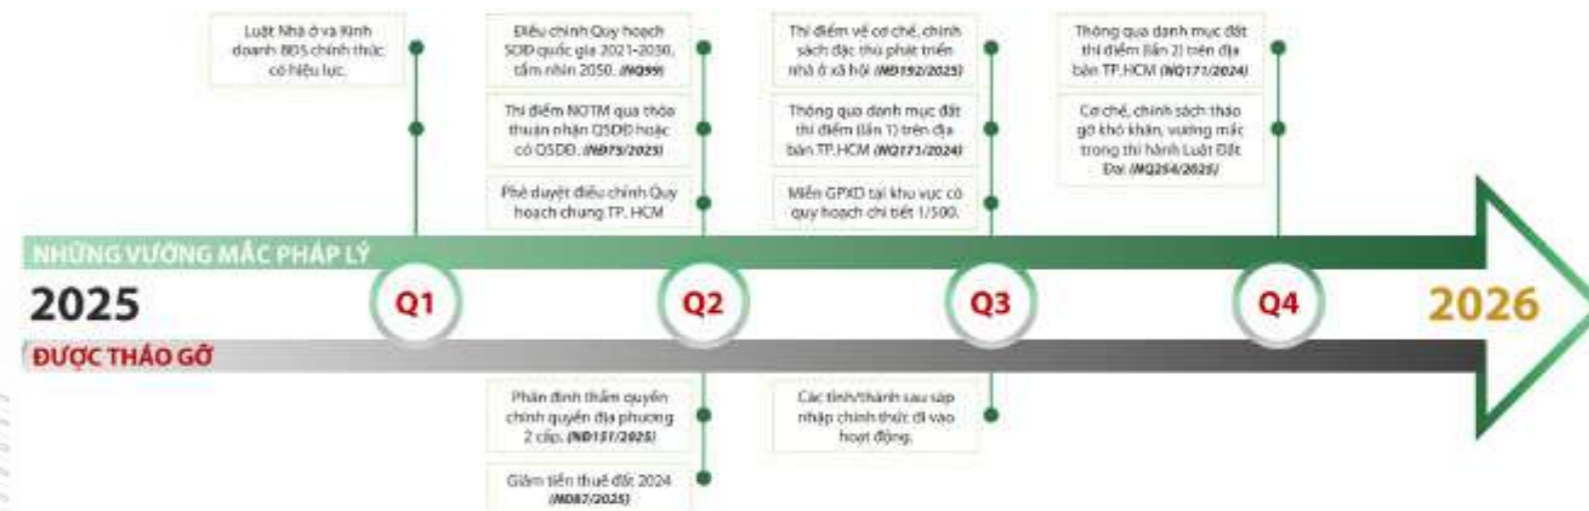 Luật Nhà ở và Kinh
doanh BĐS chính thức
có hiệu lực.
Điều chỉnh Quy hoạch
SDĐ quốc gia 2021-2030,
tầm nhìn 2050. (NQ99)
Thí điểm NOTM qua thỏa
thuận nhận QSDĐ hoặc
có QSDĐ. (NĐ75/2025)
Phê duyệt điều chỉnh Quy
hoạch chung TP. HCM
Thí điểm về cơ chế, chính
sách đặc thù phát triển
nhà ở xã hội (NĐ192/2025)
Thông qua danh mục đất
thí điểm (lần 1) trên địa
bàn TP.HCM (NQ171/2024)
Miễn GPXD tại khu vực có
quy hoạch chi tiết 1/500.
Thông qua danh mục đất
thí điểm (lần 2) trên địa
bàn TP.HCM (NQ171/2024)
Cơ chế, chính sách tháo
gỡ khó khăn, vướng mắc
trong thi hành Luật Đất
Đai (NQ254/2025)
NHỮNG VƯỚNG MẮC PHÁP LÝ
2025 Q1 Q2 Q3 Q4 2026
ĐƯỢC THÁO GỠ
Phân định thẩm quyền
chính quyền địa phương
2 cấp. (NĐ151/2025)
Giảm tiền thuê đất 2024
(NĐ87/2025)
Các tỉnh/thành sau sáp
nhập chính thức đi vào
hoạt động.